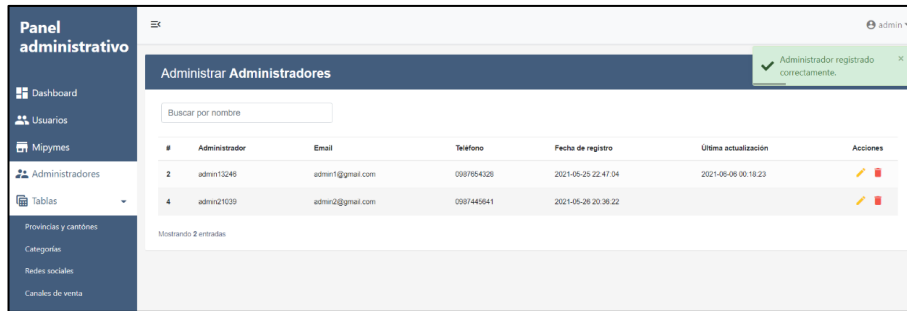 Panel
administrativo
admin
Administrador registrado
correctamente.
×
Administrar Administradores
Dashboard
Usuarios
Mipymes
Administradores
Tablas
Provincias y cantónes
Categorías
Redes sociales
Canales de venta
Buscar por nombre
# Administrador Email Teléfono Fecha de registro Última actualización Acciones
2 admin13246 admin1@gmail.com 0987654328 2021-05-25 22:47:04 2021-06-06 00:18:23
4 admin21039 admin2@gmail.com 0987445641 2021-05-26 20:36:22
Mostrando 2 entradas